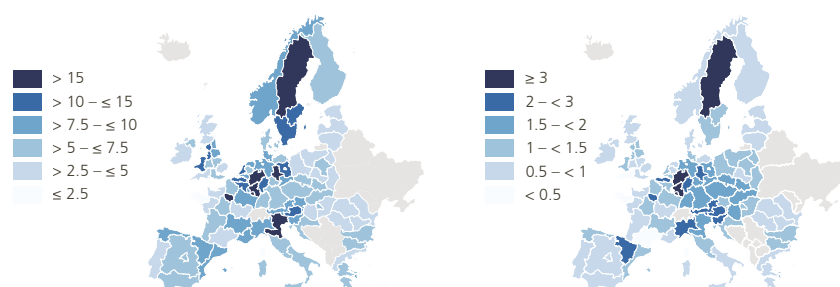 > 15
> 10 – ≤ 15
> 7.5 – ≤ 10
> 5 – ≤ 7.5
> 2.5 – ≤ 5
≤ 2.5
≥ 3
2 – < 3
1.5 – < 2
1 – < 1.5
0.5 – < 1
< 0.5